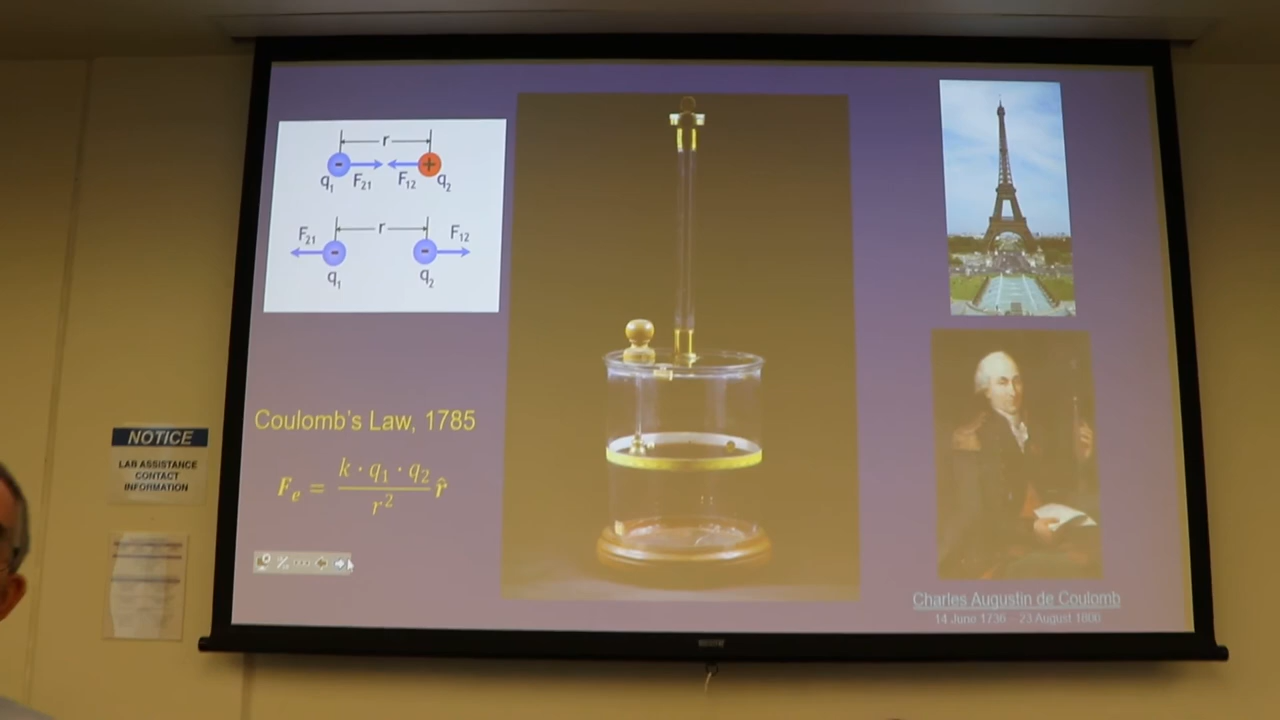 r
- +
q₁ F₂₁ F₁₂ q₂
F₂₁ r F₁₂
- -
q₁ q₂
Coulomb's Law, 1785
Fₑ = k · q₁ · q₂ / r² r̂
Charles Augustin de Coulomb
14 June 1736 – 23 August 1806
NOTICE
LAB ASSISTANCE
CONTACT
INFORMATION